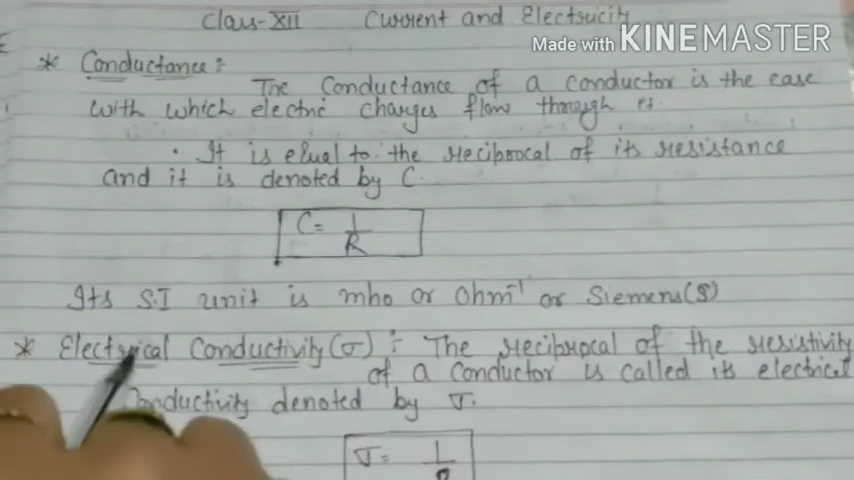 Class-XII Current and Electricity
Made with KINEMASTER
* Conductance :
The Conductance of a conductor is the ease
with which electric charges flow through it.
. It is equal to the reciprocal of its resistance
and it is denoted by C.
C = 1/R
Its S.I unit is mho or Ohm⁻¹ or Siemens(S)
* Electrical Conductivity (σ) : The reciprocal of the resistivity
of a conductor is called its electrical
Conductivity denoted by σ.
σ = 1